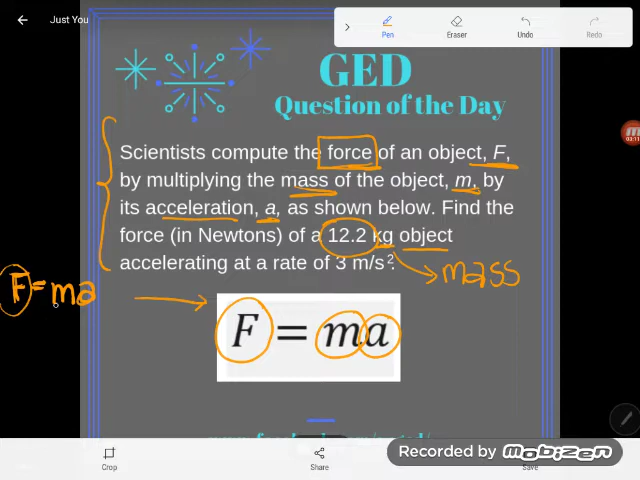 Just You
Pen
Eraser
Undo
Redo
GED
Question of the Day
Scientists compute the force of an object, F,
by multiplying the mass of the object, m, by
its acceleration, a, as shown below. Find the
force (in Newtons) of a 12.2 kg object
accelerating at a rate of 3 m/s².
mass
F=ma
F = ma
Crop
Share
Save
Recorded by mobizen